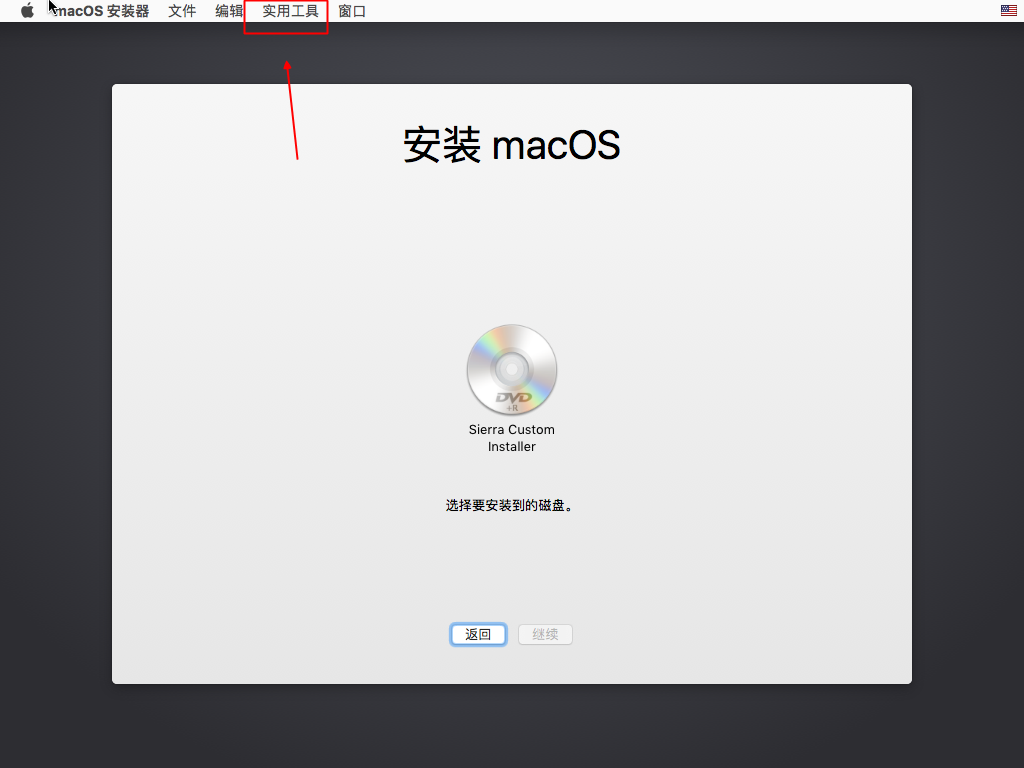 macOS 安装器 文件 编辑 实用工具 窗口
安装 macOS
DVD
+R
Sierra Custom
Installer
选择要安装到的磁盘。
返回 继续